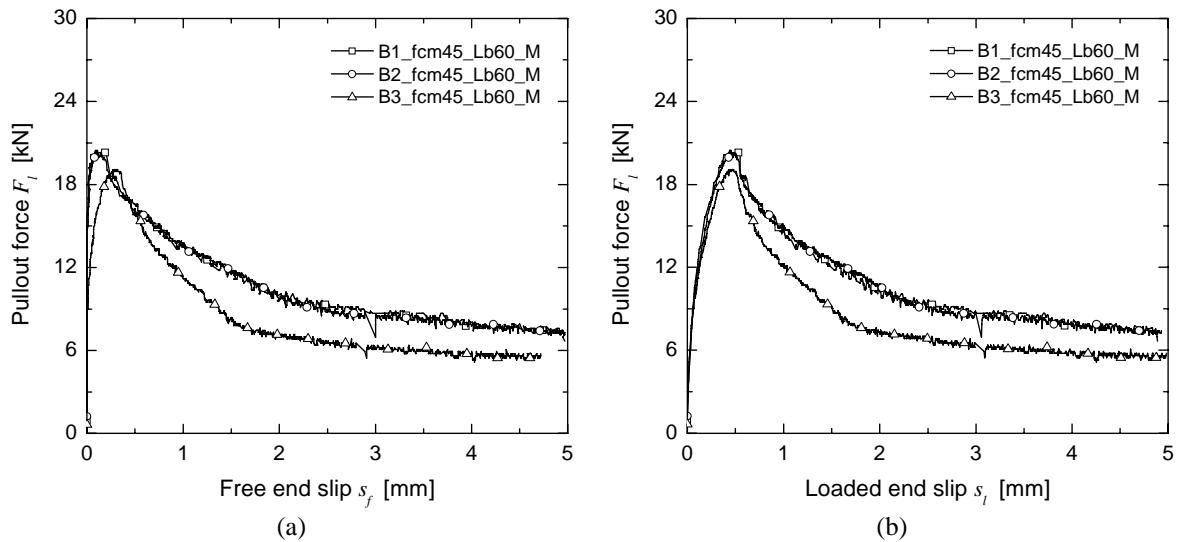 30
24
18
12
6
0
Pullout force F_l [kN]
B1_fcm45_Lb60_M
B2_fcm45_Lb60_M
B3_fcm45_Lb60_M
0 1 2 3 4 5
Free end slip s_f [mm]
(a)
30
24
18
12
6
0
Pullout force F_l [kN]
B1_fcm45_Lb60_M
B2_fcm45_Lb60_M
B3_fcm45_Lb60_M
0 1 2 3 4 5
Loaded end slip s_l [mm]
(b)